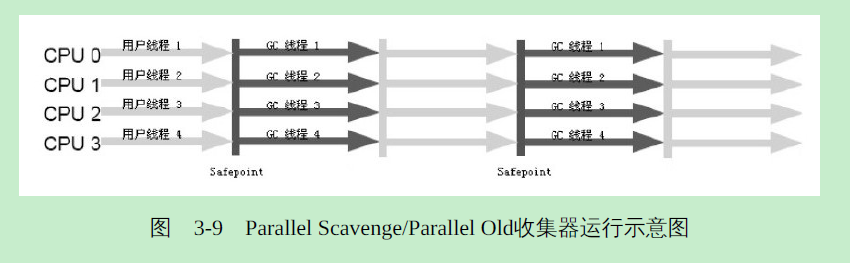 CPU 0 用户线程 1 GC 线程 1 GC 线程 1
CPU 1 用户线程 2 GC 线程 2 GC 线程 2
CPU 2 用户线程 3 GC 线程 3 GC 线程 3
CPU 3 用户线程 4 GC 线程 4 GC 线程 4
Safepoint Safepoint
图 3-9 Parallel Scavenge/Parallel Old收集器运行示意图